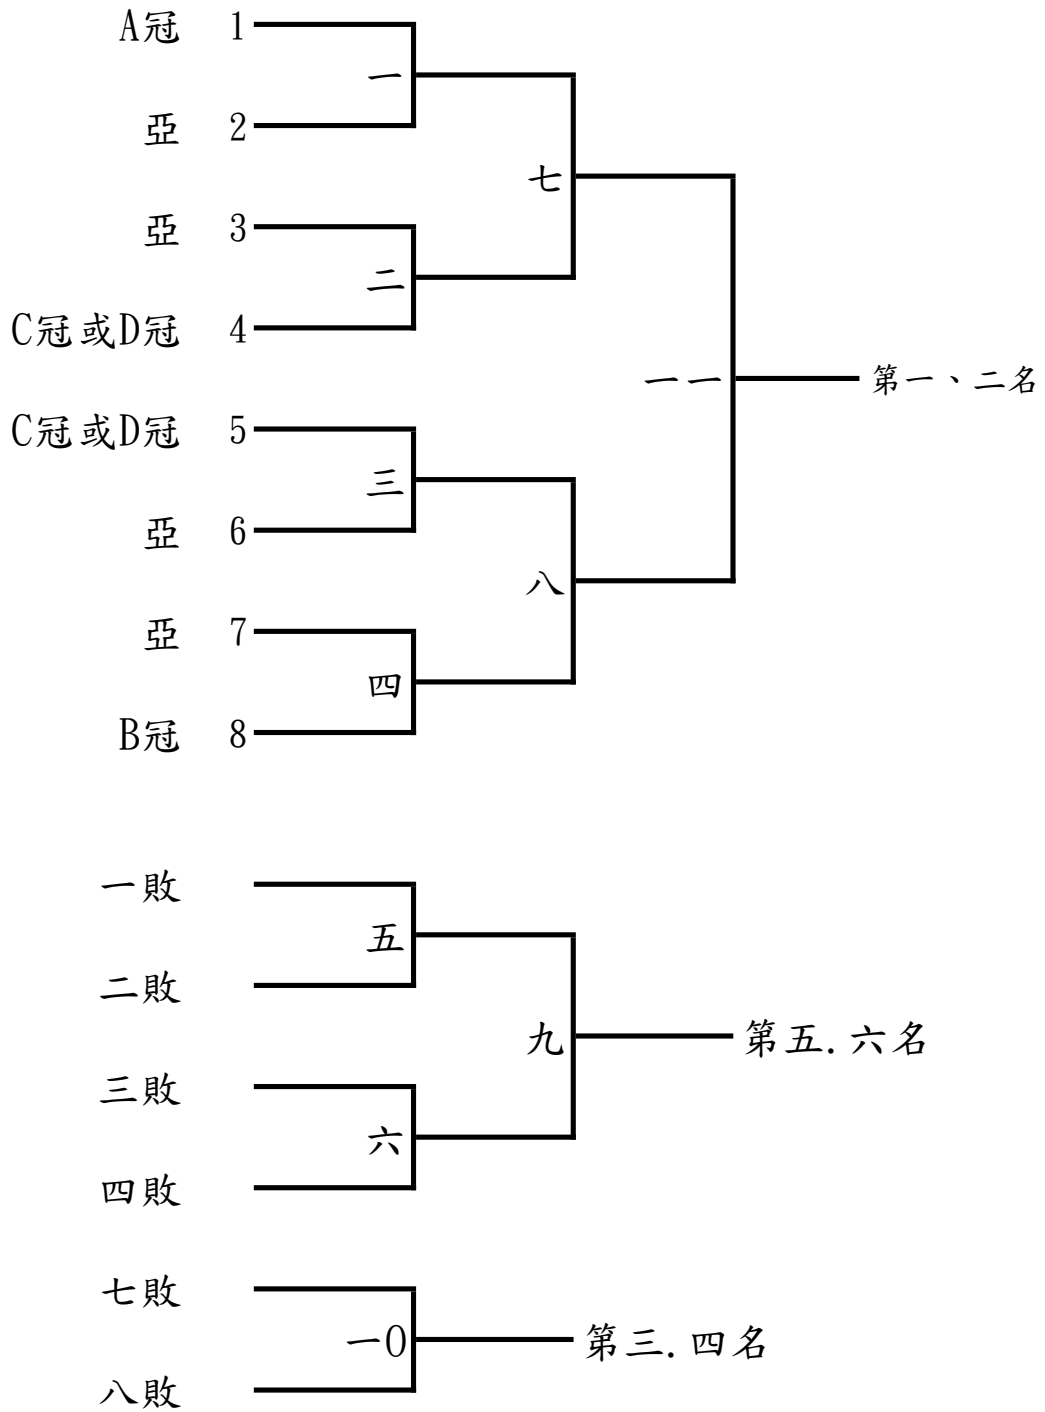 A冠 1
一
亞 2
七
亞 3
二
C冠或D冠 4
一一 第一、二名
C冠或D冠 5
三
亞 6
八
亞 7
四
B冠 8
一敗
五
二敗
九 第五.六名
三敗
六
四敗
七敗
一0 第三.四名
八敗